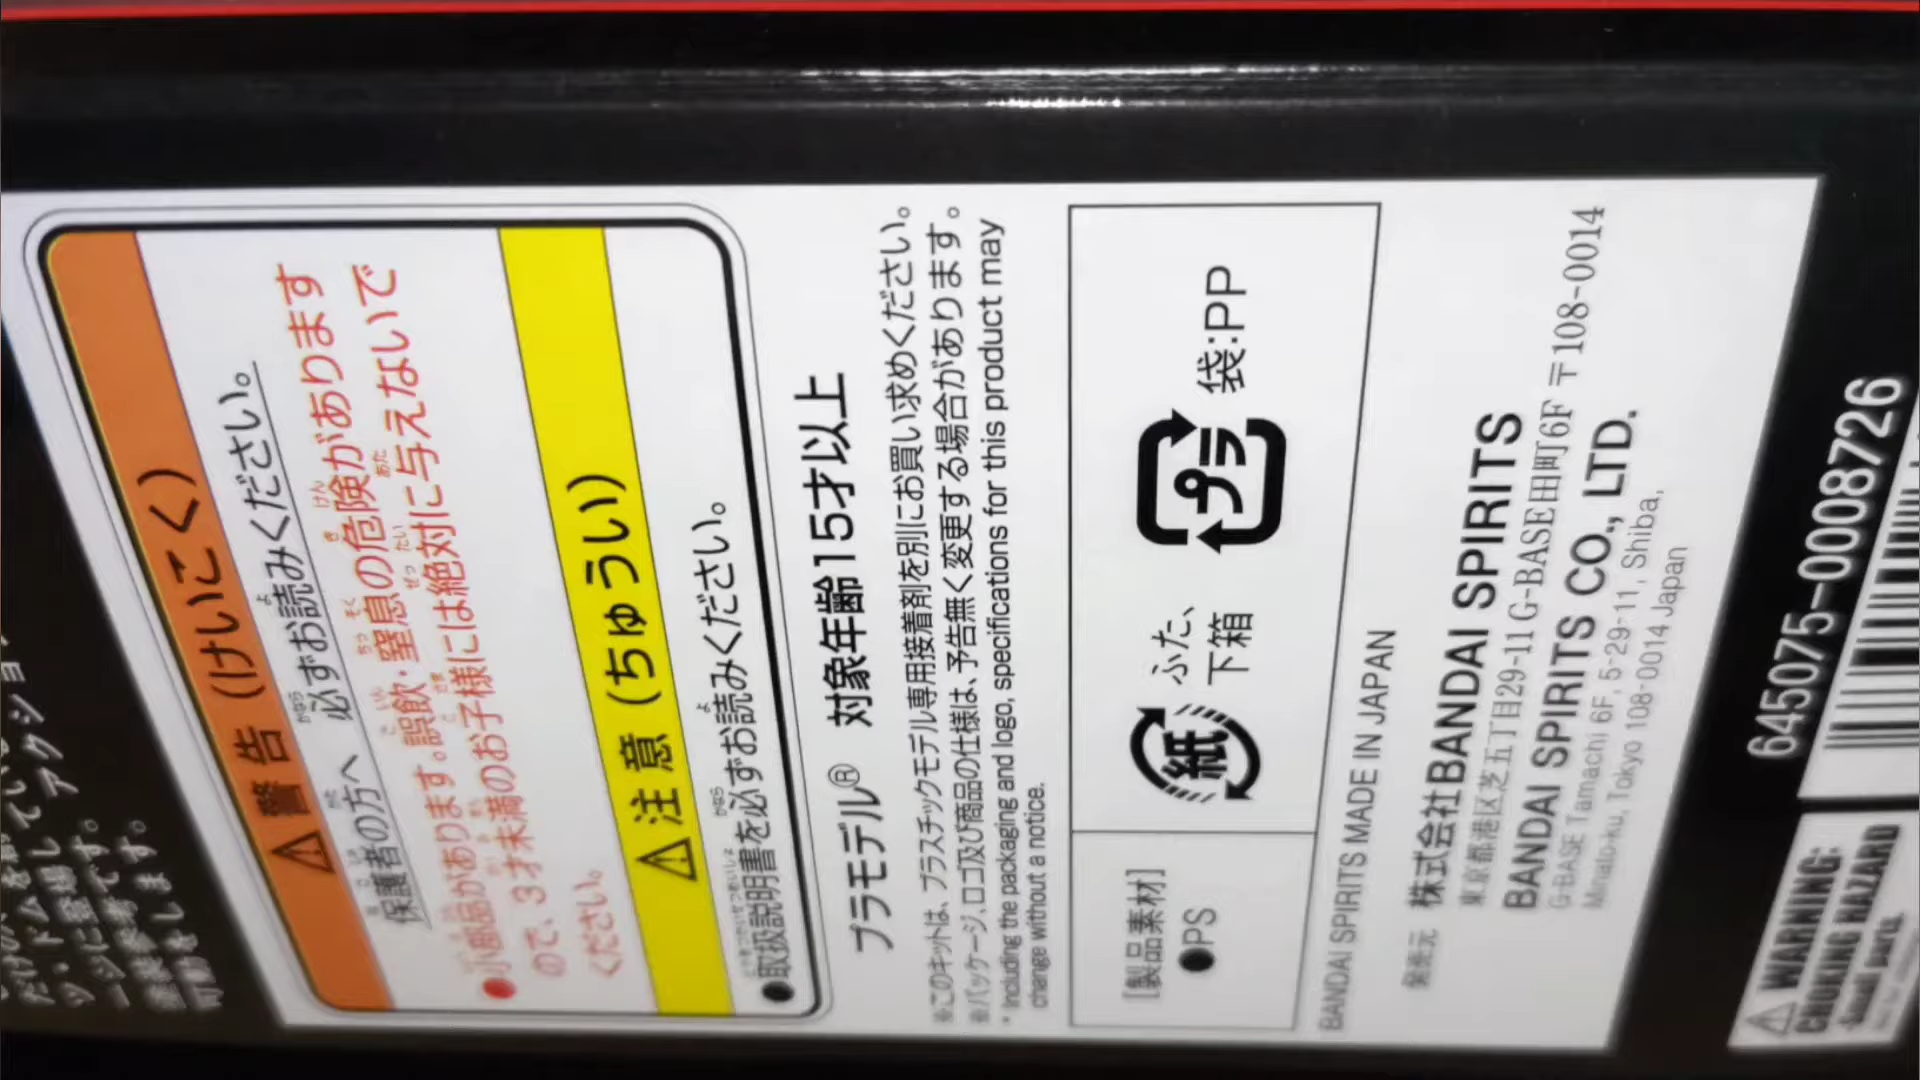 ⚠ 警告 (けいこく)
保護者の方へ 必ずお読みください。
●小部品があります。誤飲・窒息の危険があります
ので、3才未満のお子様には絶対に与えないで
ください。
⚠ 注意 (ちゅうい)
●取扱説明書を必ずお読みください。
プラモデル® 対象年齢15才以上
※このキットは、プラスチックモデル専用接着剤を別にお買い求めください。
※パッケージ、ロゴ及び商品の仕様は、予告無く変更する場合があります。
* Including the packaging and logo, specifications for this product may
change without a notice.
[製品素材]
●PS
紙 ふた、
下箱
プラ 袋:PP
BANDAI SPIRITS MADE IN JAPAN
発売元 株式会社BANDAI SPIRITS
東京都港区芝五丁目29-11 G-BASE田町6F 〒108-0014
BANDAI SPIRITS CO., LTD.
G-BASE Tamachi 6F, 5-29-11, Shiba,
Minato-ku, Tokyo 108-0014 Japan
645075-0008726
⚠ WARNING:
CHOKING HAZARD